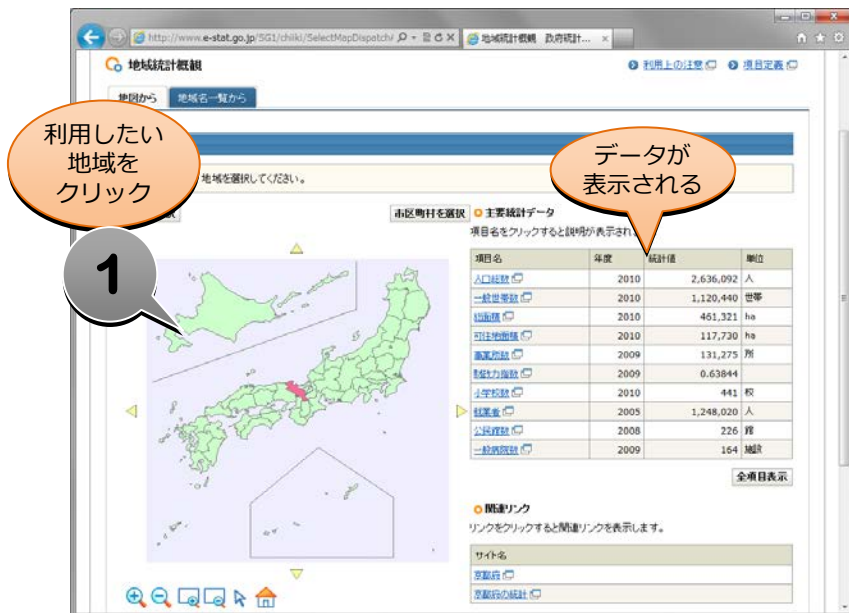 http://www.e-stat.go.jp/SG1/chiiki/SelectMapDispatch
地域統計概観 政府統計...
地域統計概観
利用上の注意 項目定義
地図から 地域名一覧から
利用したい
地域を
クリック
データが
表示される
地域を選択してください。
市区町村を選択
主要統計データ
項目名をクリックすると説明が表示され
1
項目名 年度 統計値 単位
人口総数 2010 2,636,092 人
一般世帯数 2010 1,120,440 世帯
総面積 2010 461,321 ha
可住地面積 2010 117,730 ha
事業所数 2009 131,275 所
財政力指数 2009 0.63844
小学校数 2010 441 校
就業者 2005 1,248,020 人
公民館数 2008 226 館
一般病院数 2009 164 施設
全項目表示
関連リンク
リンクをクリックすると関連リンクを表示します。
サイト名
京都府
京都府の統計